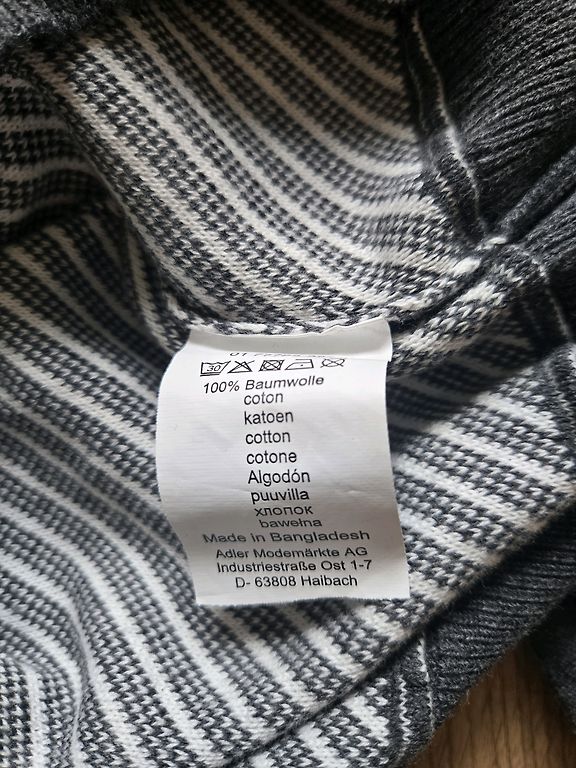 30
100% Baumwolle
coton
katoen
cotton
cotone
Algodón
puuvilla
хлопок
bawełna
Made in Bangladesh
Adler Modemärkte AG
Industriestraße Ost 1-7
D- 63808 Haibach